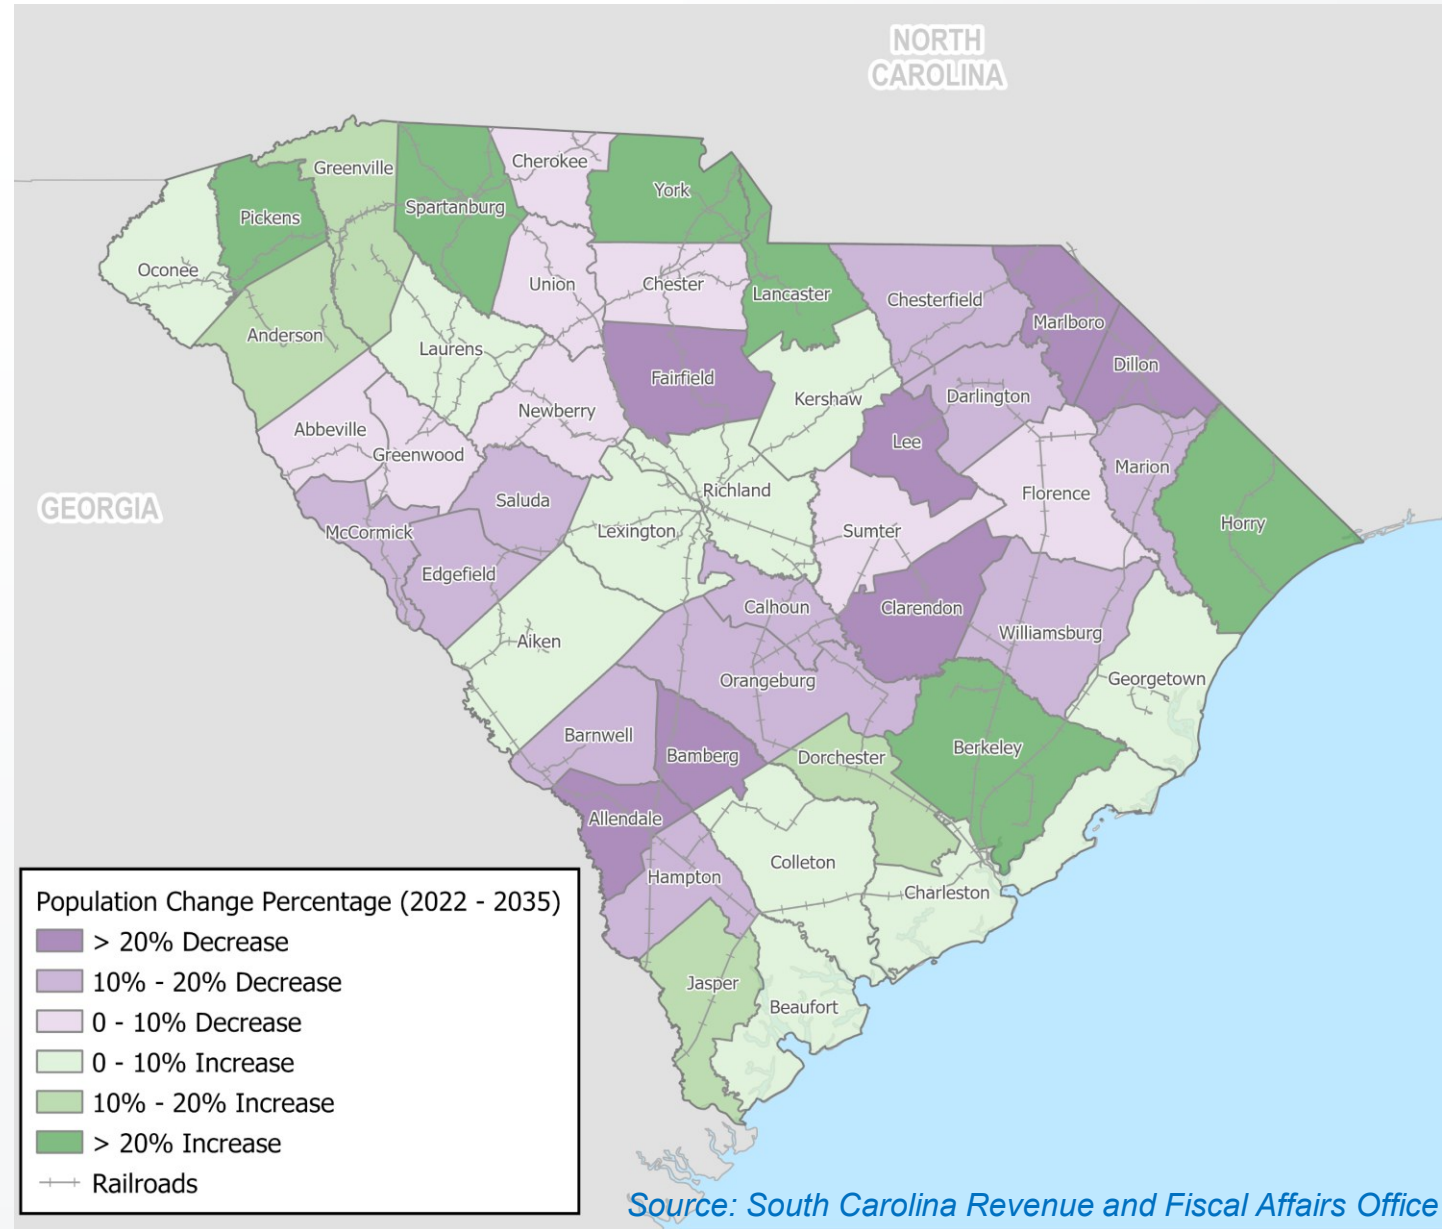 NORTH
CAROLINA
Cherokee
Greenville
York
Spartanburg
Pickens
Oconee
Union
Chester
Lancaster
Chesterfield
Marlboro
Anderson
Laurens
Dillon
Fairfield
Kershaw
Darlington
Newberry
Abbeville
Lee
Greenwood
Marion
Richland
Florence
Saluda
GEORGIA
Horry
McCormick
Lexington
Sumter
Edgefield
Calhoun
Clarendon
Williamsburg
Aiken
Orangeburg
Georgetown
Barnwell
Berkeley
Bamberg
Dorchester
Allendale
Colleton
Hampton
Charleston
Jasper
Beaufort
Population Change Percentage (2022 - 2035)
> 20% Decrease
10% - 20% Decrease
0 - 10% Decrease
0 - 10% Increase
10% - 20% Increase
> 20% Increase
Railroads
Source: South Carolina Revenue and Fiscal Affairs Office